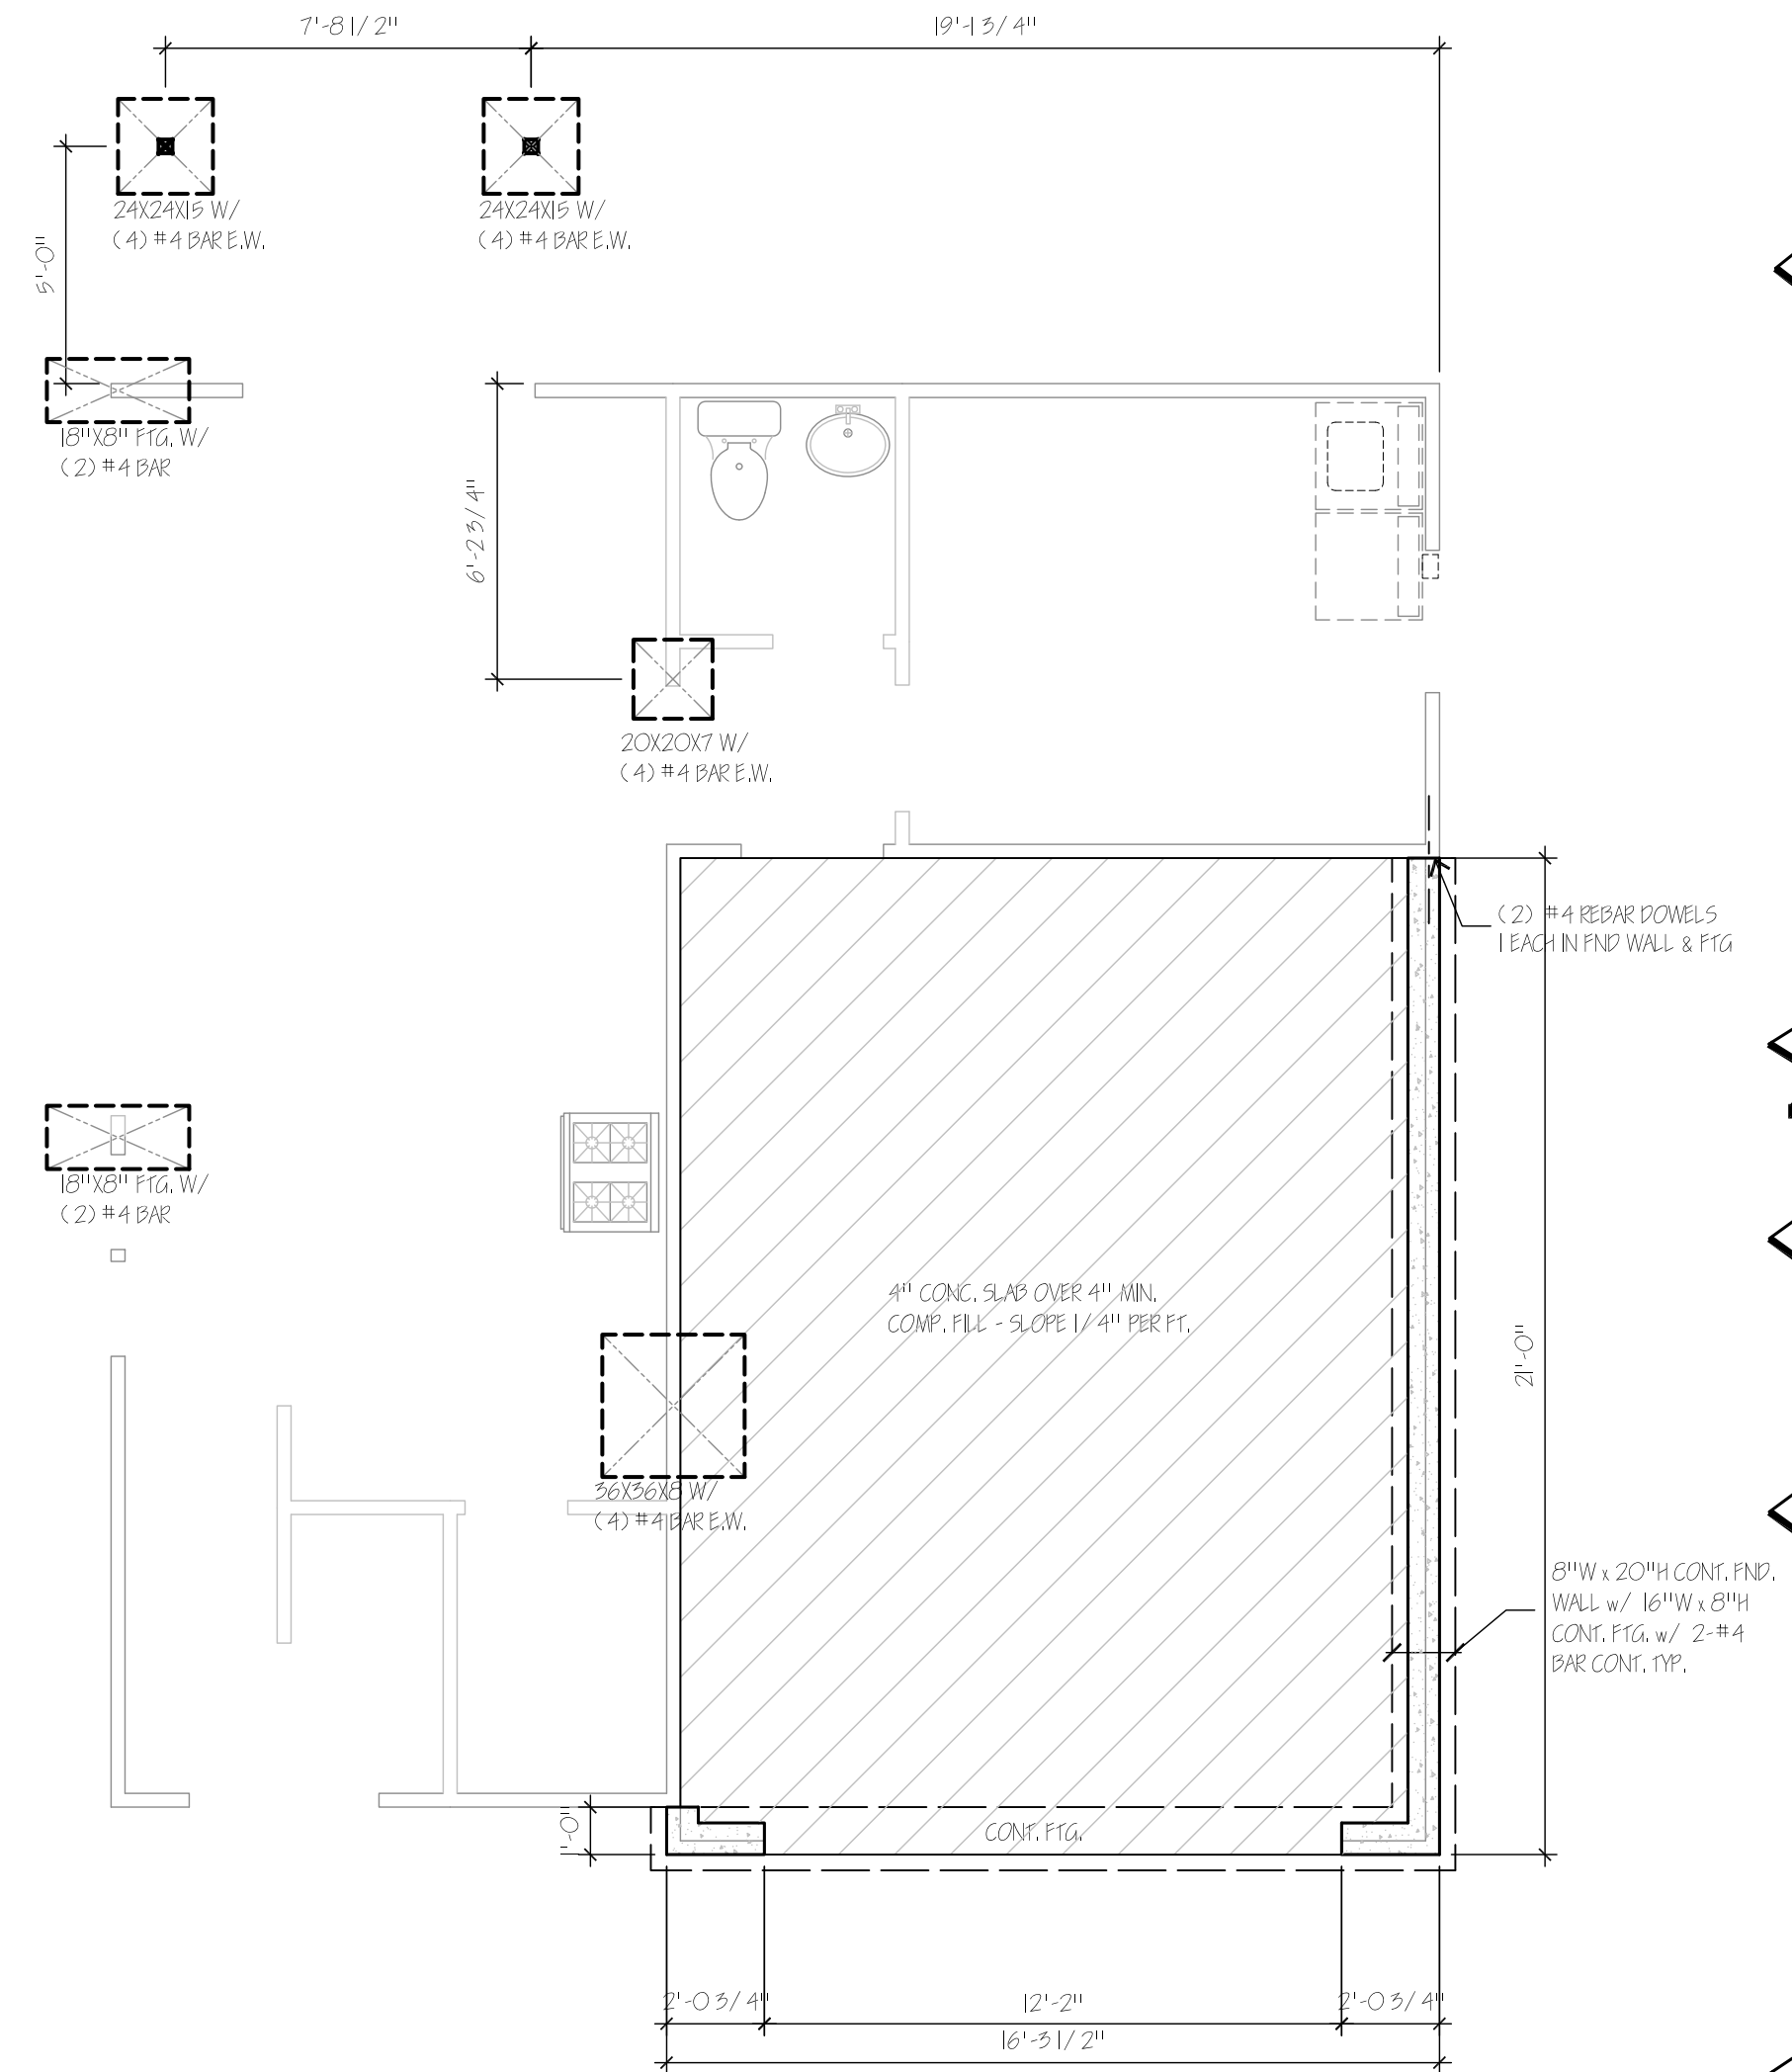 7'-8 1/2"
19'-1 3/4"
24X24X15 W/
(4) #4 BAR E.W.
24X24X15 W/
(4) #4 BAR E.W.
5'-0"
18"X8" FTG. W/
(2) #4 BAR
6'-2 3/4"
20X20X7 W/
(4) #4 BAR E.W.
(2) #4 REBAR DOWELS
1 EACH IN FND WALL & FTG
18"X8" FTG. W/
(2) #4 BAR
4" CONC. SLAB OVER 4" MIN.
COMP. FILL - SLOPE 1/4" PER FT.
21'-0"
36X36X8 W/
(4) #4 BAR E.W.
8"W x 20"H CONT. FND.
WALL w/ 16"W x 8"H
CONT. FTG. w/ 2-#4
BAR CONT. TYP.
1'-0"
CONT. FTG.
2'-0 3/4"
12'-2"
2'-0 3/4"
16'-3 1/2"